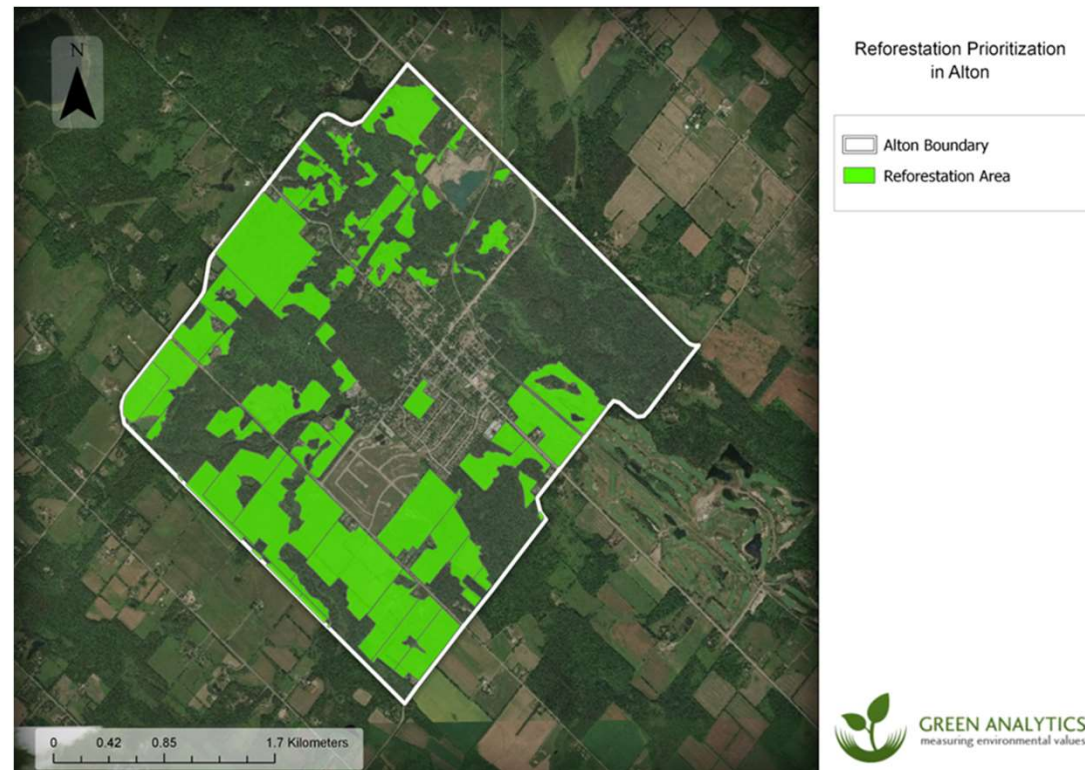 Reforestation Prioritization
in Alton
N
Alton Boundary
Reforestation Area
0 0.42 0.85 1.7 Kilometers
GREEN ANALYTICS
measuring environmental values